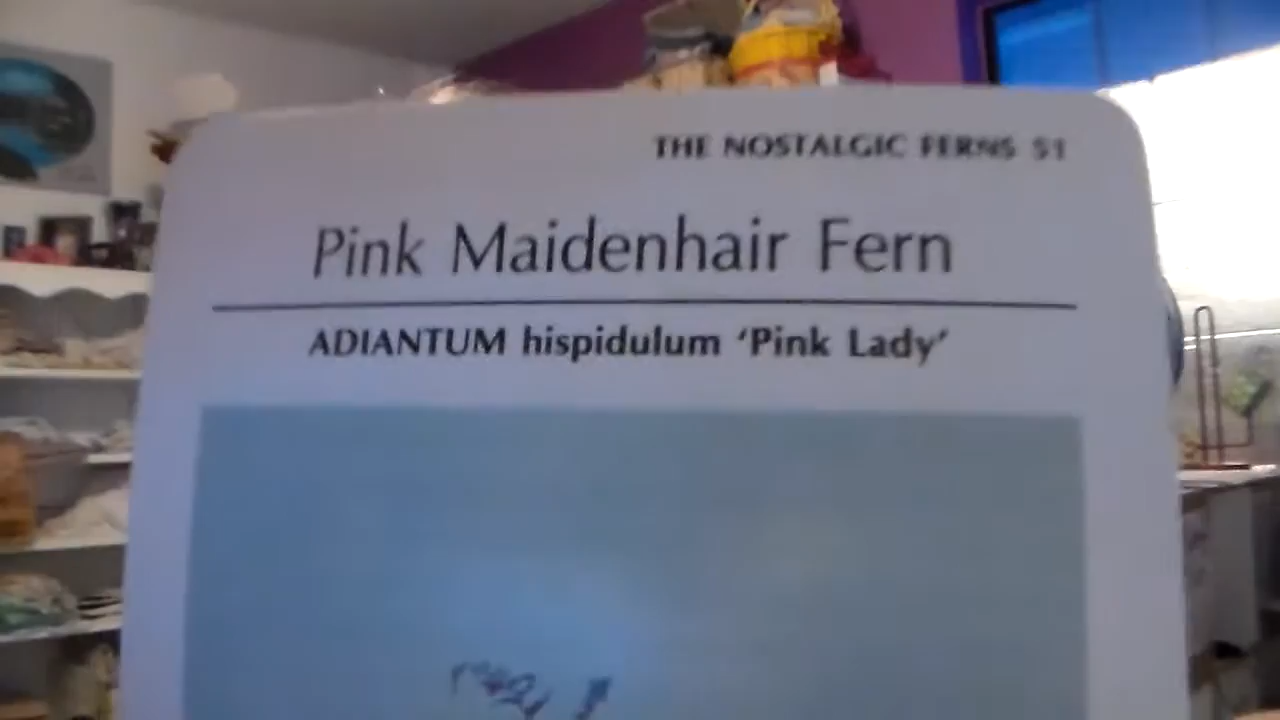 THE NOSTALGIC FERNS 51
Pink Maidenhair Fern
ADIANTUM hispidulum ‘Pink Lady’